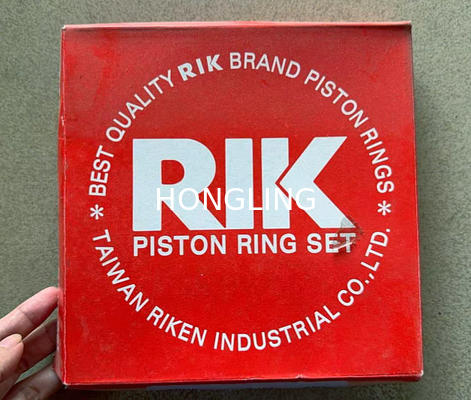 * BEST QUALITY RIK BRAND PISTON RINGS *
RIK
HONGLING
PISTON RING SET
TAIWAN RIKEN INDUSTRIAL CO.,LTD.